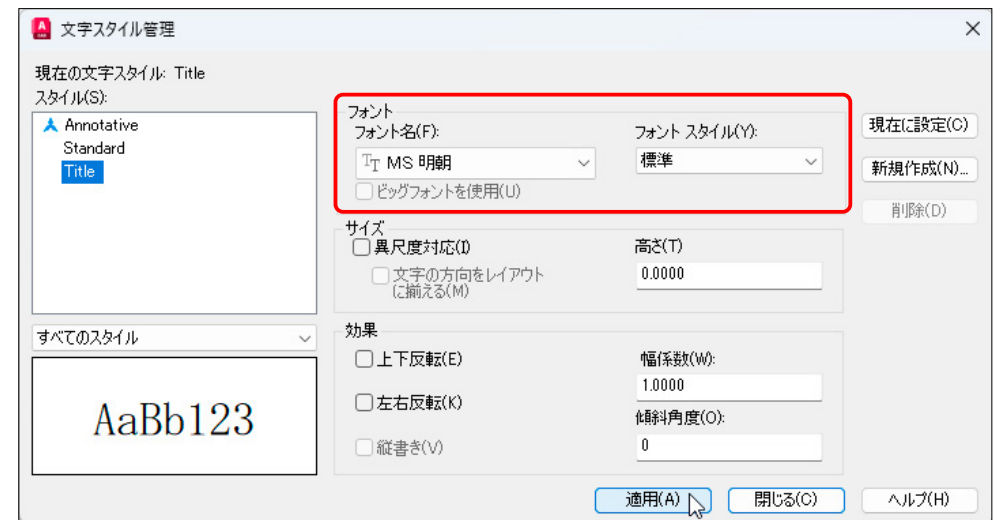 文字スタイル管理
現在の文字スタイル: Title
スタイル(S):
Annotative
Standard
Title
すべてのスタイル
AaBb123
フォント
フォント名(F):
フォント スタイル(Y):
MS 明朝
標準
ビッグフォントを使用(U)
サイズ
異尺度対応(I)
高さ(T)
文字の方向をレイアウト
に揃える(M)
0.0000
効果
上下反転(E)
幅係数(W):
1.0000
左右反転(K)
傾斜角度(O):
縦書き(V)
0
現在に設定(C)
新規作成(N)...
削除(D)
適用(A)
閉じる(C)
ヘルプ(H)